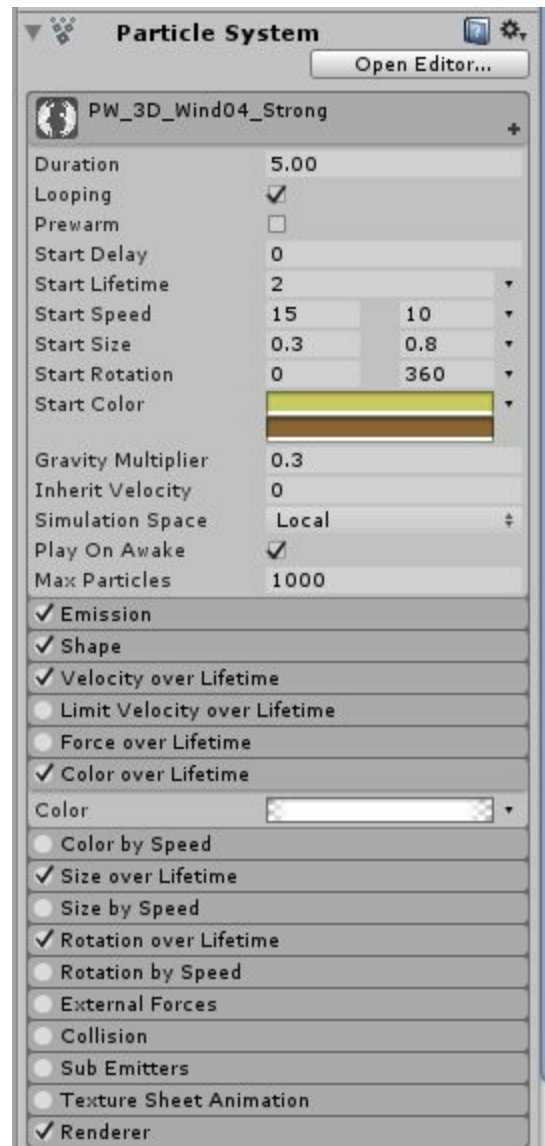 Particle System
Open Editor...
PW_3D_Wind04_Strong
Duration 5.00
Looping
Prewarm
Start Delay 0
Start Lifetime 2
Start Speed 15 10
Start Size 0.3 0.8
Start Rotation 0 360
Start Color
Gravity Multiplier 0.3
Inherit Velocity 0
Simulation Space Local
Play On Awake
Max Particles 1000
Emission
Shape
Velocity over Lifetime
Limit Velocity over Lifetime
Force over Lifetime
Color over Lifetime
Color
Color by Speed
Size over Lifetime
Size by Speed
Rotation over Lifetime
Rotation by Speed
External Forces
Collision
Sub Emitters
Texture Sheet Animation
Renderer